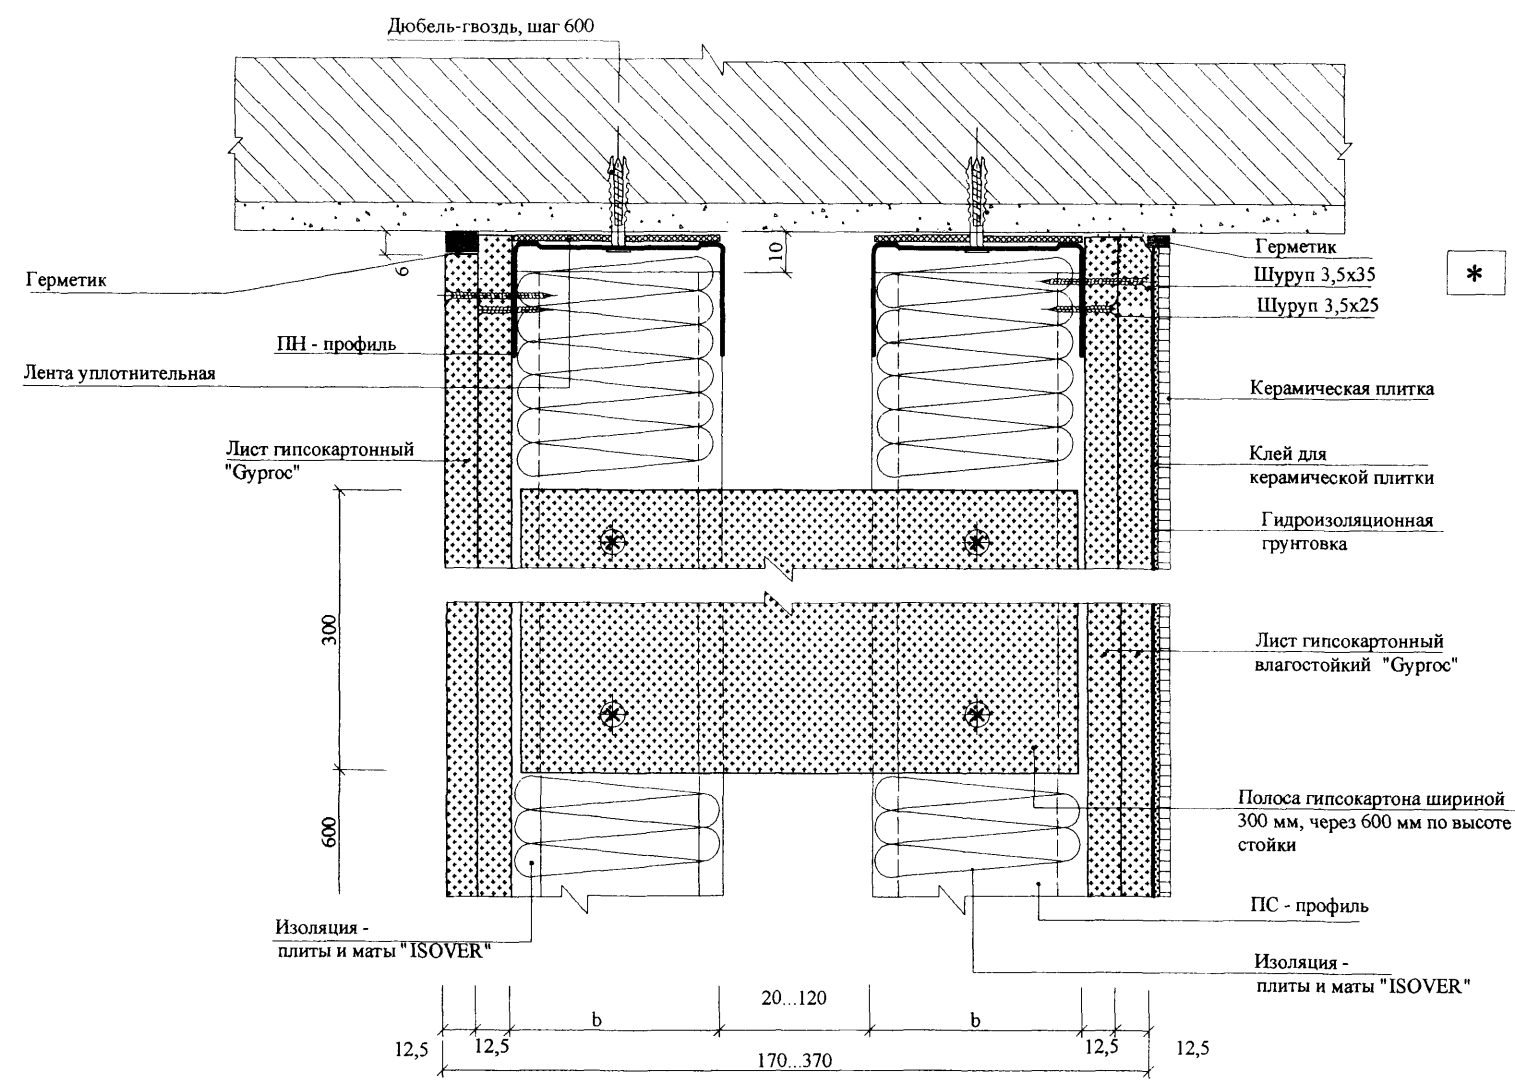 Дюбель-гвоздь, шаг 600
6
10
Герметик
Герметик
Шуруп 3,5х35
Шуруп 3,5х25
*
ПН - профиль
Лента уплотнительная
Керамическая плитка
Лист гипсокартонный
"Gyproc"
Клей для
керамической плитки
Гидроизоляционная
грунтовка
300
Лист гипсокартонный
влагостойкий "Gyproc"
600
Полоса гипсокартона шириной
300 мм, через 600 мм по высоте
стойки
ПС - профиль
Изоляция -
плиты и маты "ISOVER"
Изоляция -
плиты и маты "ISOVER"
20...120
b
b
12,5
12,5
12,5
12,5
170...370